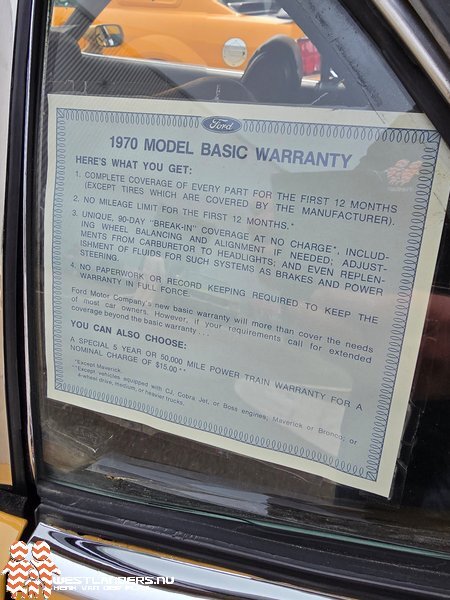 Ford
1970 MODEL BASIC WARRANTY
HERE'S WHAT YOU GET:
1. COMPLETE COVERAGE OF EVERY PART FOR THE FIRST 12 MONTHS
(EXCEPT TIRES WHICH ARE COVERED BY THE MANUFACTURER).
2. NO MILEAGE LIMIT FOR THE FIRST 12 MONTHS.*
3. UNIQUE, 90-DAY "BREAK-IN" COVERAGE AT NO CHARGE*, INCLUD-
ING WHEEL BALANCING AND ALIGNMENT IF NEEDED; ADJUST-
MENTS FROM CARBURETOR TO HEADLIGHTS; AND EVEN REPLEN-
ISHMENT OF FLUIDS FOR SUCH SYSTEMS AS BRAKES AND POWER
STEERING.
4. NO PAPERWORK OR RECORD KEEPING REQUIRED TO KEEP THE
WARRANTY IN FULL FORCE.
Ford Motor Company's new basic warranty will more than cover the needs
of most car owners. However, if your requirements call for extended
coverage beyond the basic warranty . . .
YOU CAN ALSO CHOOSE:
A SPECIAL 5 YEAR OR 50,000 MILE POWER TRAIN WARRANTY FOR A
NOMINAL CHARGE OF $15.00**
*Except Maverick.
**Except, vehicles equipped with CJ, Cobra Jet, or Boss engines; Maverick or Bronco; or
4-wheel drive, medium, or heavier trucks.
WESTLANDERS.NU